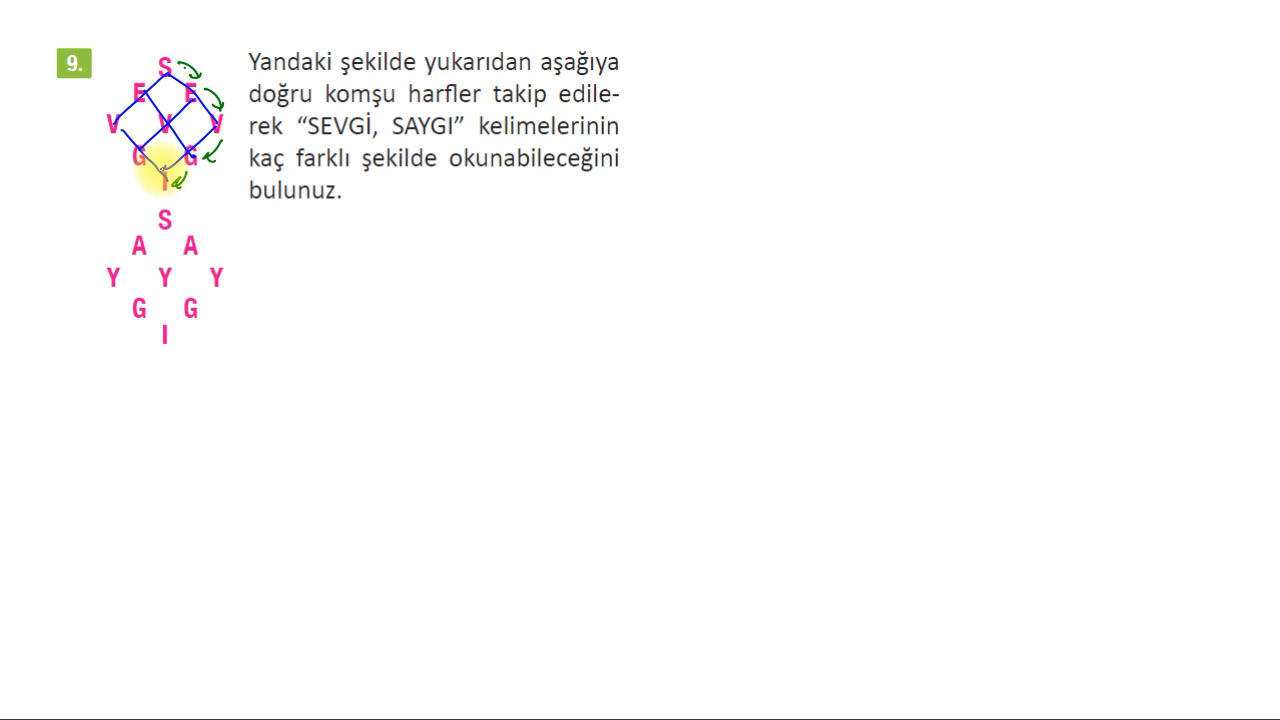 9.
S
E E
V V V
G G
İ
S
A A
Y Y Y
G G
I
Yandaki şekilde yukarıdan aşağıya
doğru komşu harfler takip edile-
rek “SEVGİ, SAYGI” kelimelerinin
kaç farklı şekilde okunabileceğini
bulunuz.